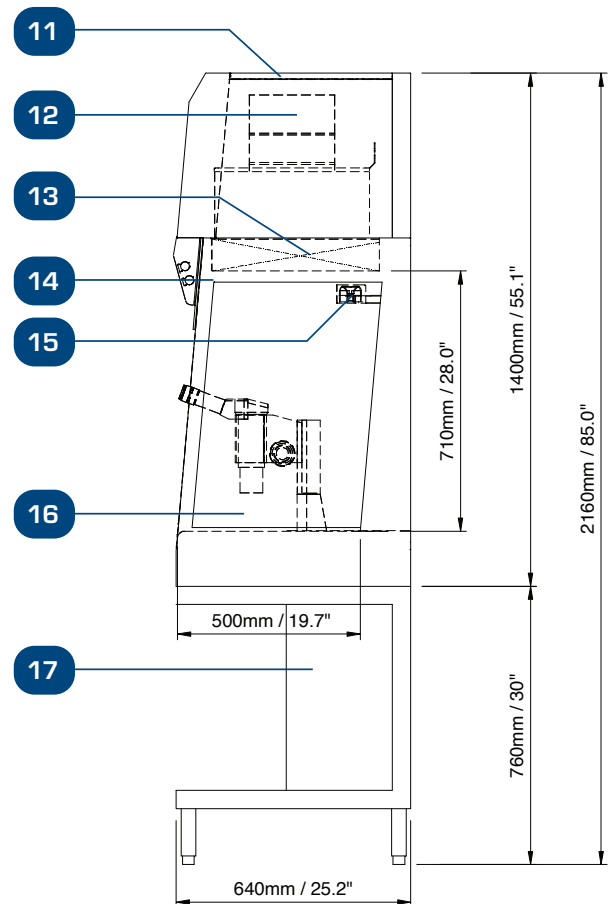 11
12
13
14
15
16
17
710mm / 28.0"
1400mm / 55.1"
2160mm / 85.0"
500mm / 19.7"
760mm / 30"
640mm / 25.2"